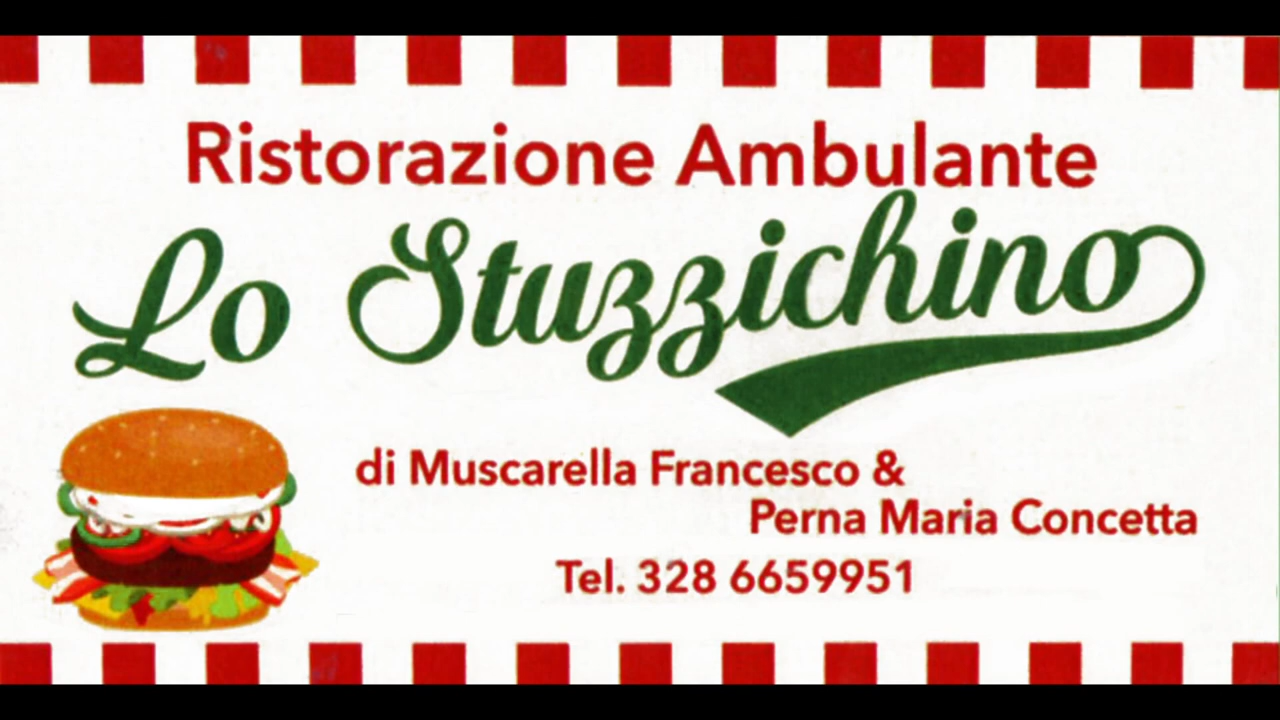 Ristorazione Ambulante
Lo Stuzzichino
di Muscarella Francesco &
Perna Maria Concetta
Tel. 328 6659951